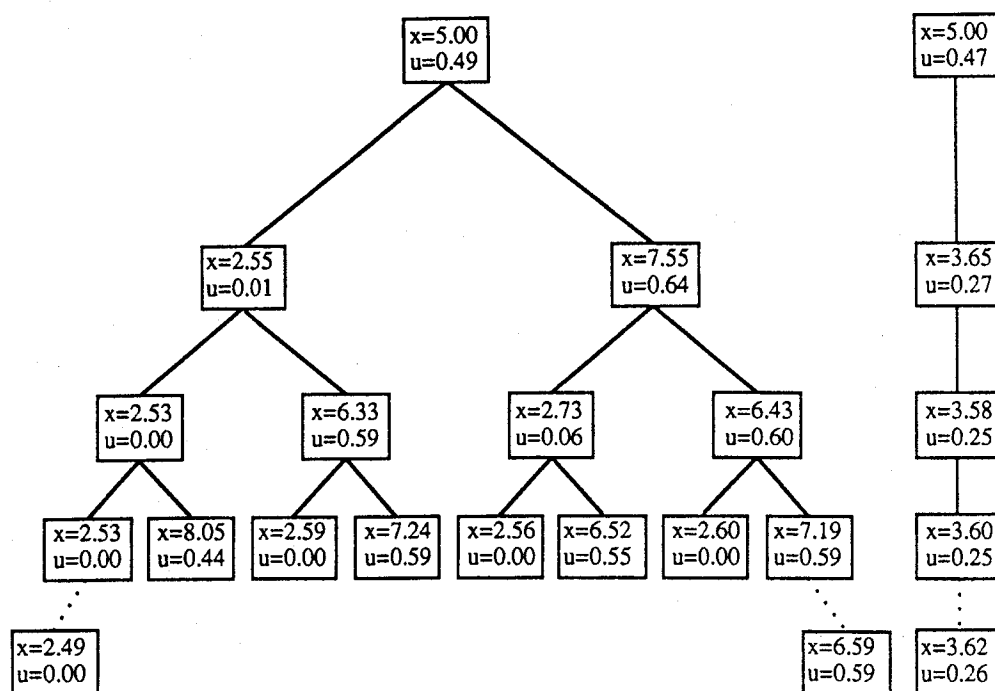 x=5.00
u=0.49
x=5.00
u=0.47
x=2.55
u=0.01
x=7.55
u=0.64
x=3.65
u=0.27
x=2.53
u=0.00
x=6.33
u=0.59
x=2.73
u=0.06
x=6.43
u=0.60
x=3.58
u=0.25
x=2.53
u=0.00
x=8.05
u=0.44
x=2.59
u=0.00
x=7.24
u=0.59
x=2.56
u=0.00
x=6.52
u=0.55
x=2.60
u=0.00
x=7.19
u=0.59
x=3.60
u=0.25
x=2.49
u=0.00
x=6.59
u=0.59
x=3.62
u=0.26